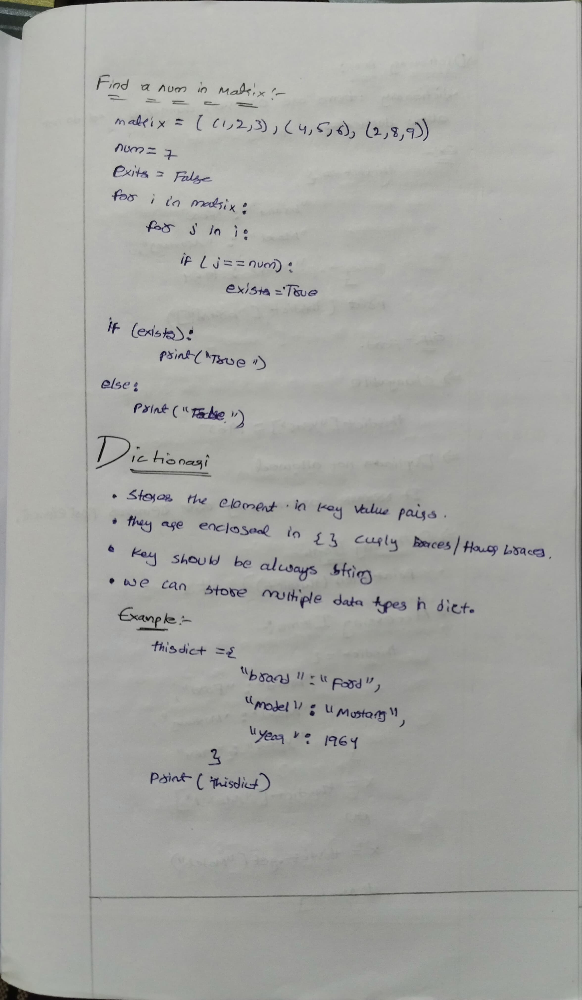 Find a num in Matrix :-
matrix = ( (1,2,3), (4,5,6), (2,8,9))
num = 7
Exits = False
for i in matrix :
for j in i :
if ( j==num) :
exists = True
if (exists) :
print("True")
else :
print("False")
Dictionari
• Stores the element . in key value pairs .
• they are enclosed in { } curly braces / flower braces .
• Key should be always string
• we can store multiple data types in dict .
Example :-
thisdict = {
"brand" : "Ford",
"model" : "Mustang",
"year" : 1964
}
Print ( thisdict )